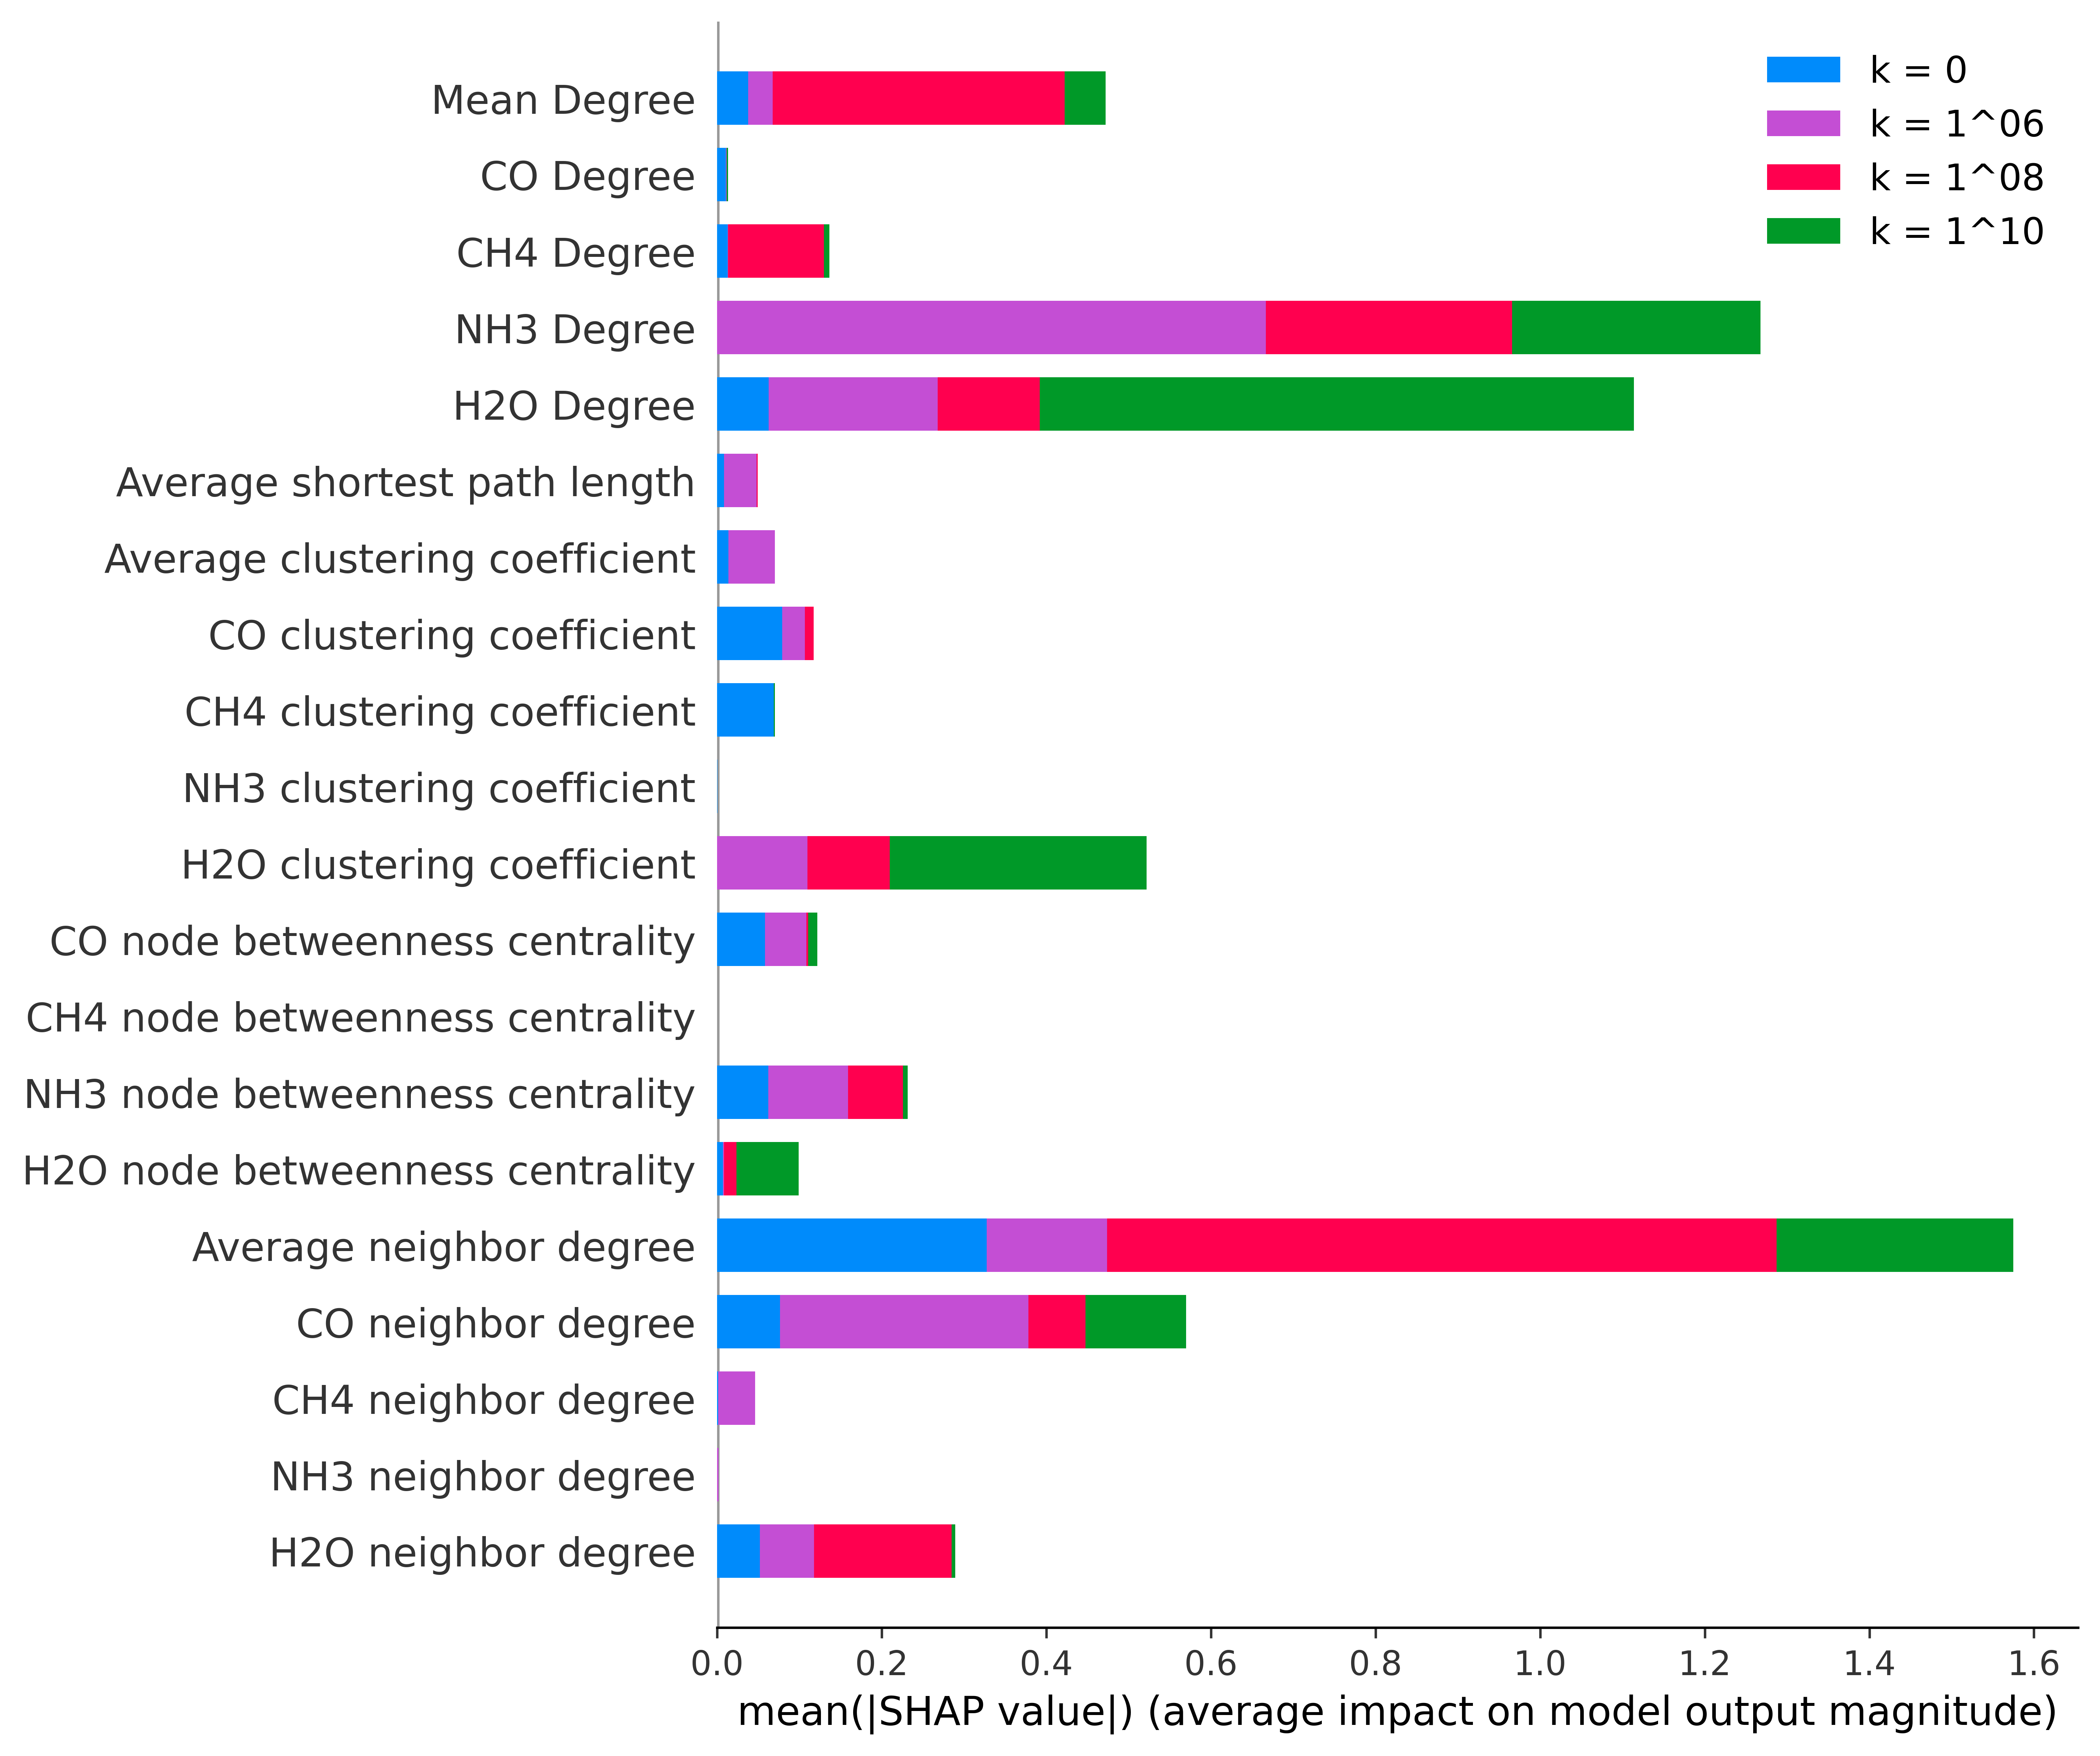 Mean Degree
CO Degree
CH4 Degree
NH3 Degree
H2O Degree
Average shortest path length
Average clustering coefficient
CO clustering coefficient
CH4 clustering coefficient
NH3 clustering coefficient
H2O clustering coefficient
CO node betweenness centrality
CH4 node betweenness centrality
NH3 node betweenness centrality
H2O node betweenness centrality
Average neighbor degree
CO neighbor degree
CH4 neighbor degree
NH3 neighbor degree
H2O neighbor degree
k = 0
k = 1^06
k = 1^08
k = 1^10
0.0 0.2 0.4 0.6 0.8 1.0 1.2 1.4 1.6
mean(|SHAP value|) (average impact on model output magnitude)